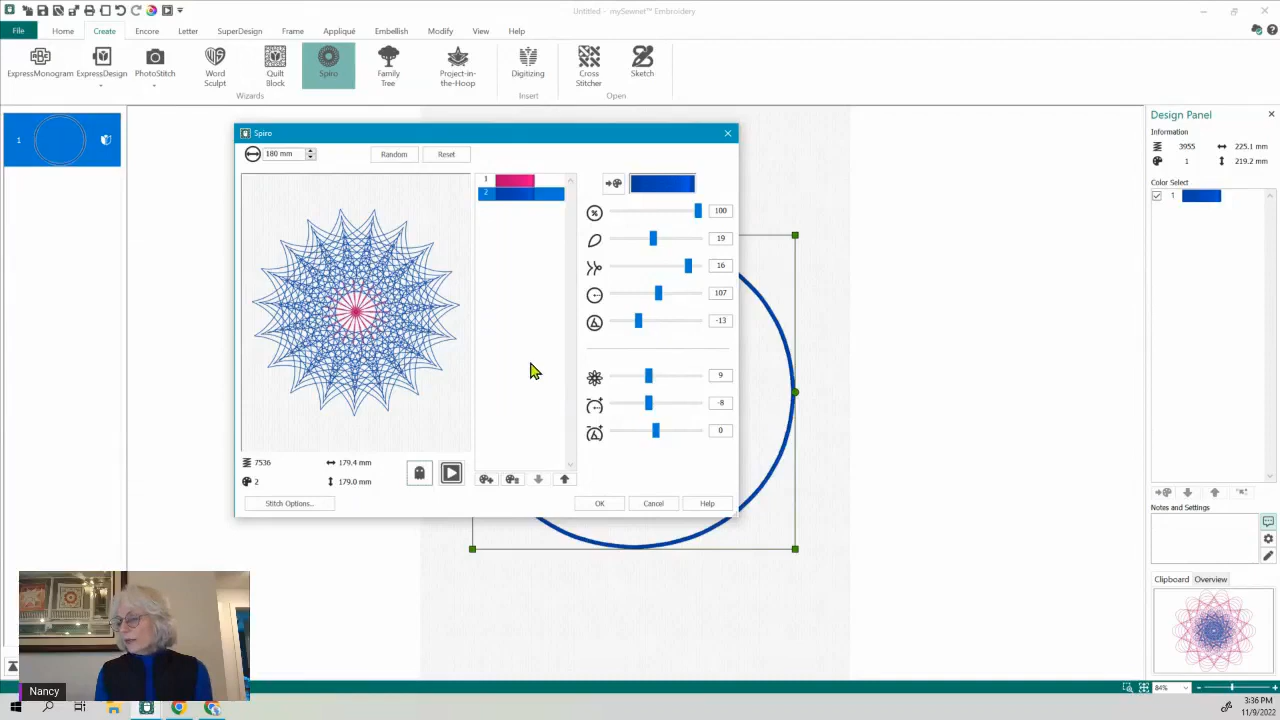 Untitled - mySewnet™ Embroidery
File Home Create Encore Letter SuperDesign Frame Appliqué Embellish Modify View Help
ExpressMonogram ExpressDesign PhotoStitch Word Sculpt Quilt Block Spiro Family Tree Project-in-the-Hoop Digitizing Cross Stitcher Sketch
Wizards Insert Open
1
Spiro
180 mm Random Reset
1
2
100
19
16
107
-13
9
-8
0
7536 179.4 mm
2 179.0 mm
Stitch Options... OK Cancel Help
Design Panel
Information
3955 225.1 mm
1 219.2 mm
Color Select
1
Notes and Settings
Clipboard Overview
Nancy
84%
3:36 PM
11/9/2022